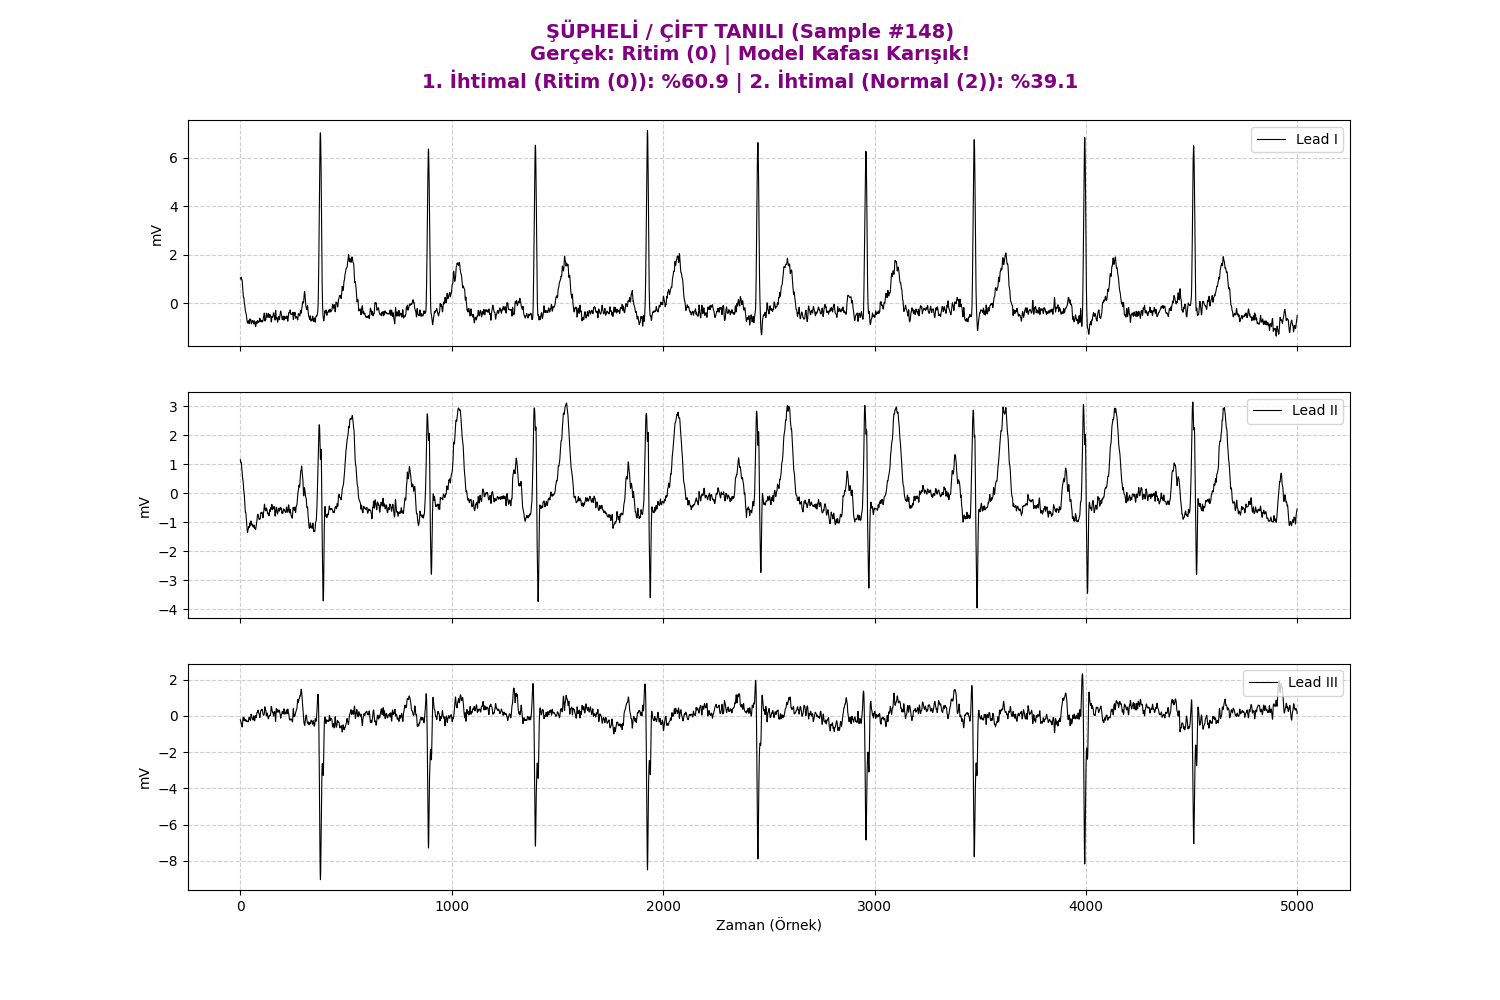 ŞÜPHELİ / ÇİFT TANILI (Sample #148)
Gerçek: Ritim (0) | Model Kafası Karışık!
1. İhtimal (Ritim (0)): %60.9 | 2. İhtimal (Normal (2)): %39.1
Lead I
6
4
2
0
mV
Lead II
3
2
1
0
−1
−2
−3
−4
mV
Lead III
2
0
−2
−4
−6
−8
mV
0 1000 2000 3000 4000 5000
Zaman (Örnek)